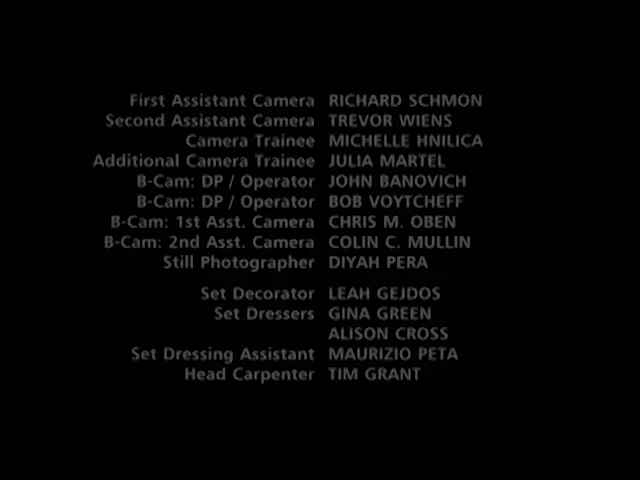 First Assistant Camera RICHARD SCHMON
Second Assistant Camera TREVOR WIENS
Camera Trainee MICHELLE HNILICA
Additional Camera Trainee JULIA MARTEL
B-Cam: DP / Operator JOHN BANOVICH
B-Cam: DP / Operator BOB VOYTCHEFF
B-Cam: 1st Asst. Camera CHRIS M. OBEN
B-Cam: 2nd Asst. Camera COLIN C. MULLIN
Still Photographer DIYAH PERA
Set Decorator LEAH GEJDOS
Set Dressers GINA GREEN
ALISON CROSS
Set Dressing Assistant MAURIZIO PETA
Head Carpenter TIM GRANT